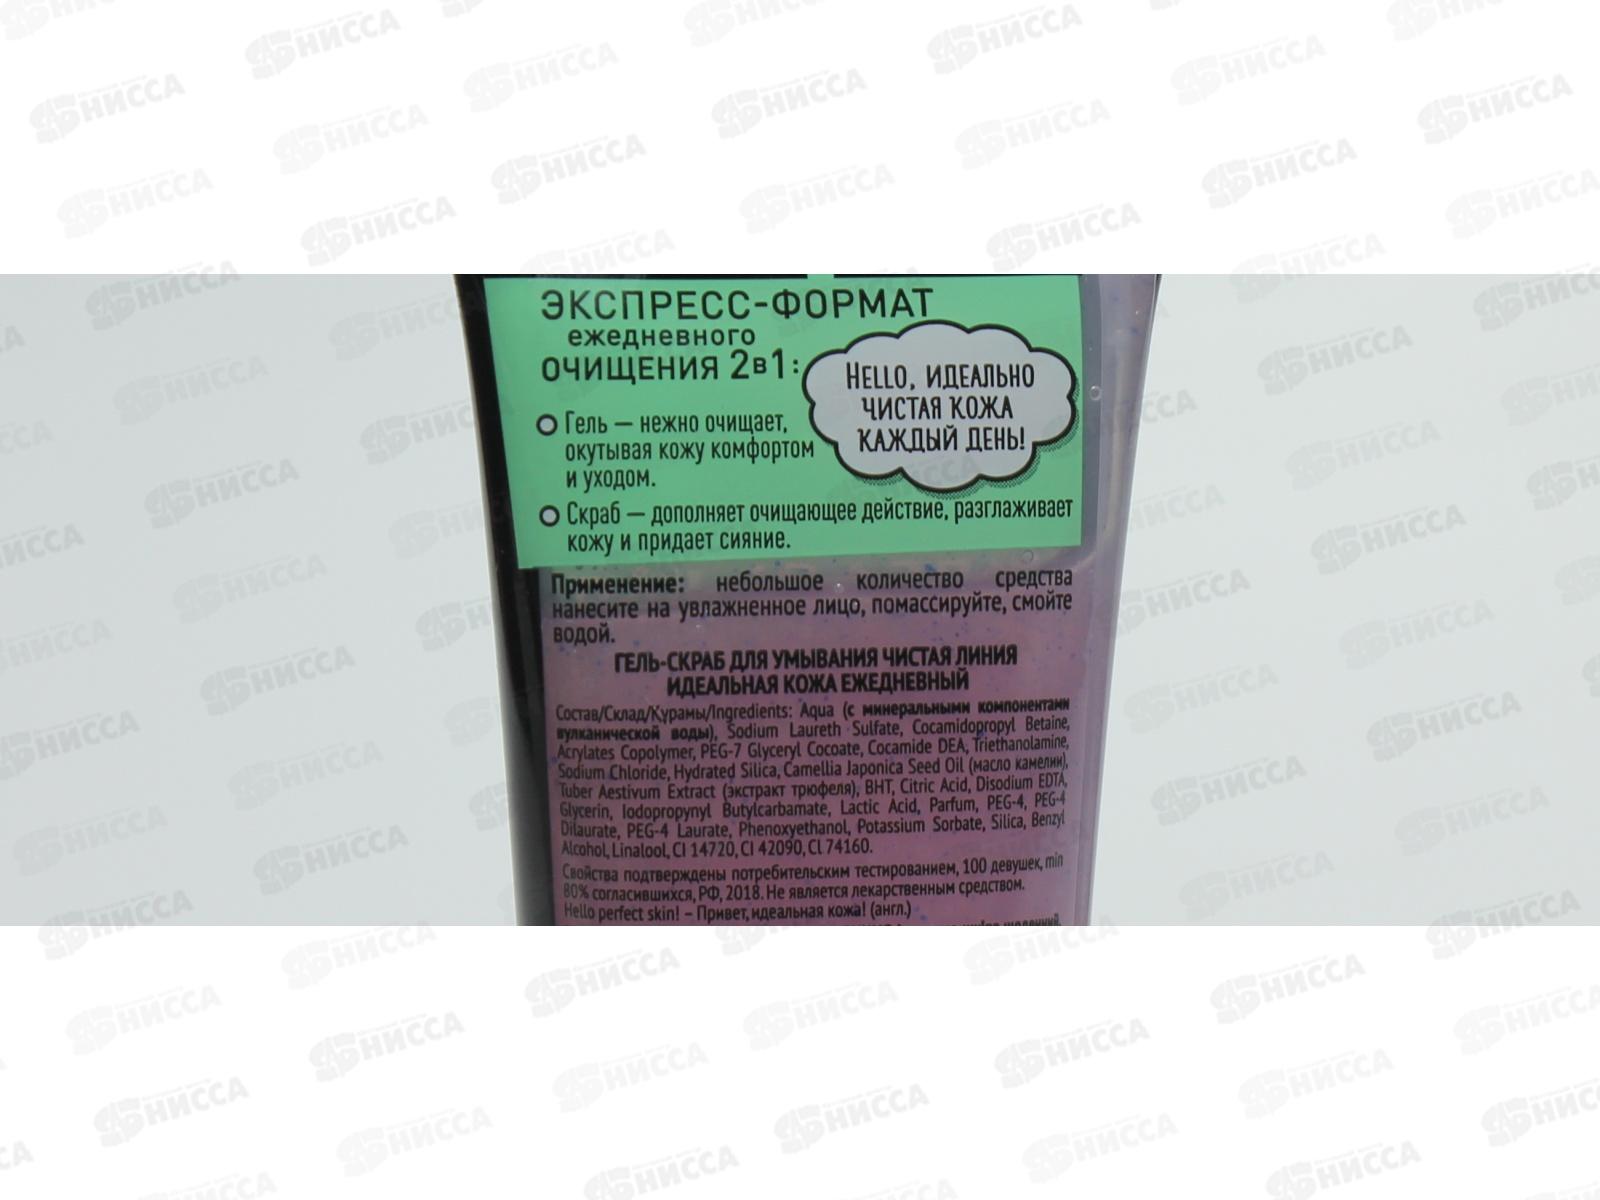 ЭКСПРЕСС-ФОРМАТ
ежедневного
ОЧИЩЕНИЯ 2в1:
HELLO, ИДЕАЛЬНО
ЧИСТАЯ КОЖА
КАЖДЫЙ ДЕНЬ!
Гель — нежно очищает,
окутывая кожу комфортом
и уходом.
Скраб — дополняет очищающее действие, разглаживает
кожу и придает сияние.
Применение: небольшое количество средства
нанесите на увлажненное лицо, помассируйте, смойте
водой.
ГЕЛЬ-СКРАБ ДЛЯ УМЫВАНИЯ ЧИСТАЯ ЛИНИЯ
ИДЕАЛЬНАЯ КОЖА ЕЖЕДНЕВНЫЙ
Состав/Склад/Құрамы/Ingredients: Aqua (с минеральными компонентами
вулканической воды), Sodium Laureth Sulfate, Cocamidopropyl Betaine,
Acrylates Copolymer, PEG-7 Glyceryl Cocoate, Cocamide DEA, Triethanolamine,
Sodium Chloride, Hydrated Silica, Camellia Japonica Seed Oil (масло камелии),
Tuber Aestivum Extract (экстракт трюфеля), BHT, Citric Acid, Disodium EDTA,
Glycerin, Iodopropynyl Butylcarbamate, Lactic Acid, Parfum, PEG-4, PEG-4
Dilaurate, PEG-4 Laurate, Phenoxyethanol, Potassium Sorbate, Silica, Benzyl
Alcohol, Linalool, CI 14720, CI 42090, CI 74160.
Свойства подтверждены потребительским тестированием, 100 девушек, min
80% согласившихся, РФ, 2018. Не является лекарственным средством.
Hello perfect skin! – Привет, идеальная кожа! (англ.)